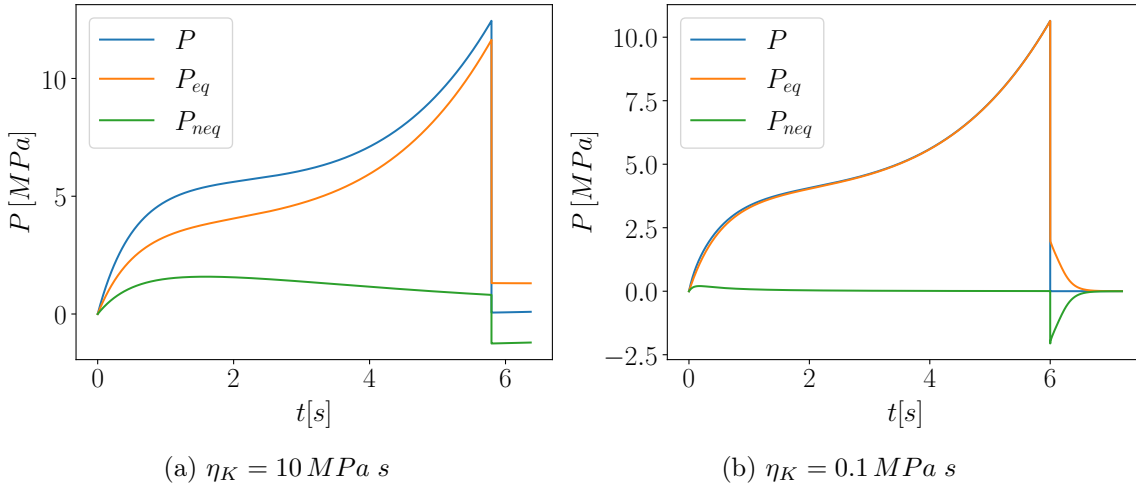 P
P_eq
P_neq
10
5
0
P [MPa]
0 2 4 6
t[s]
(a) η_K = 10 MPa s
P
P_eq
P_neq
10.0
7.5
5.0
2.5
0.0
−2.5
P [MPa]
0 2 4 6
t[s]
(b) η_K = 0.1 MPa s